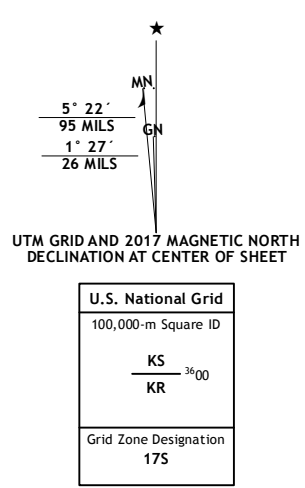 MN
5° 22´
95 MILS
GN
1° 27´
26 MILS
UTM GRID AND 2017 MAGNETIC NORTH
DECLINATION AT CENTER OF SHEET
U.S. National Grid
100,000-m Square ID
KS
3600
KR
Grid Zone Designation
17S